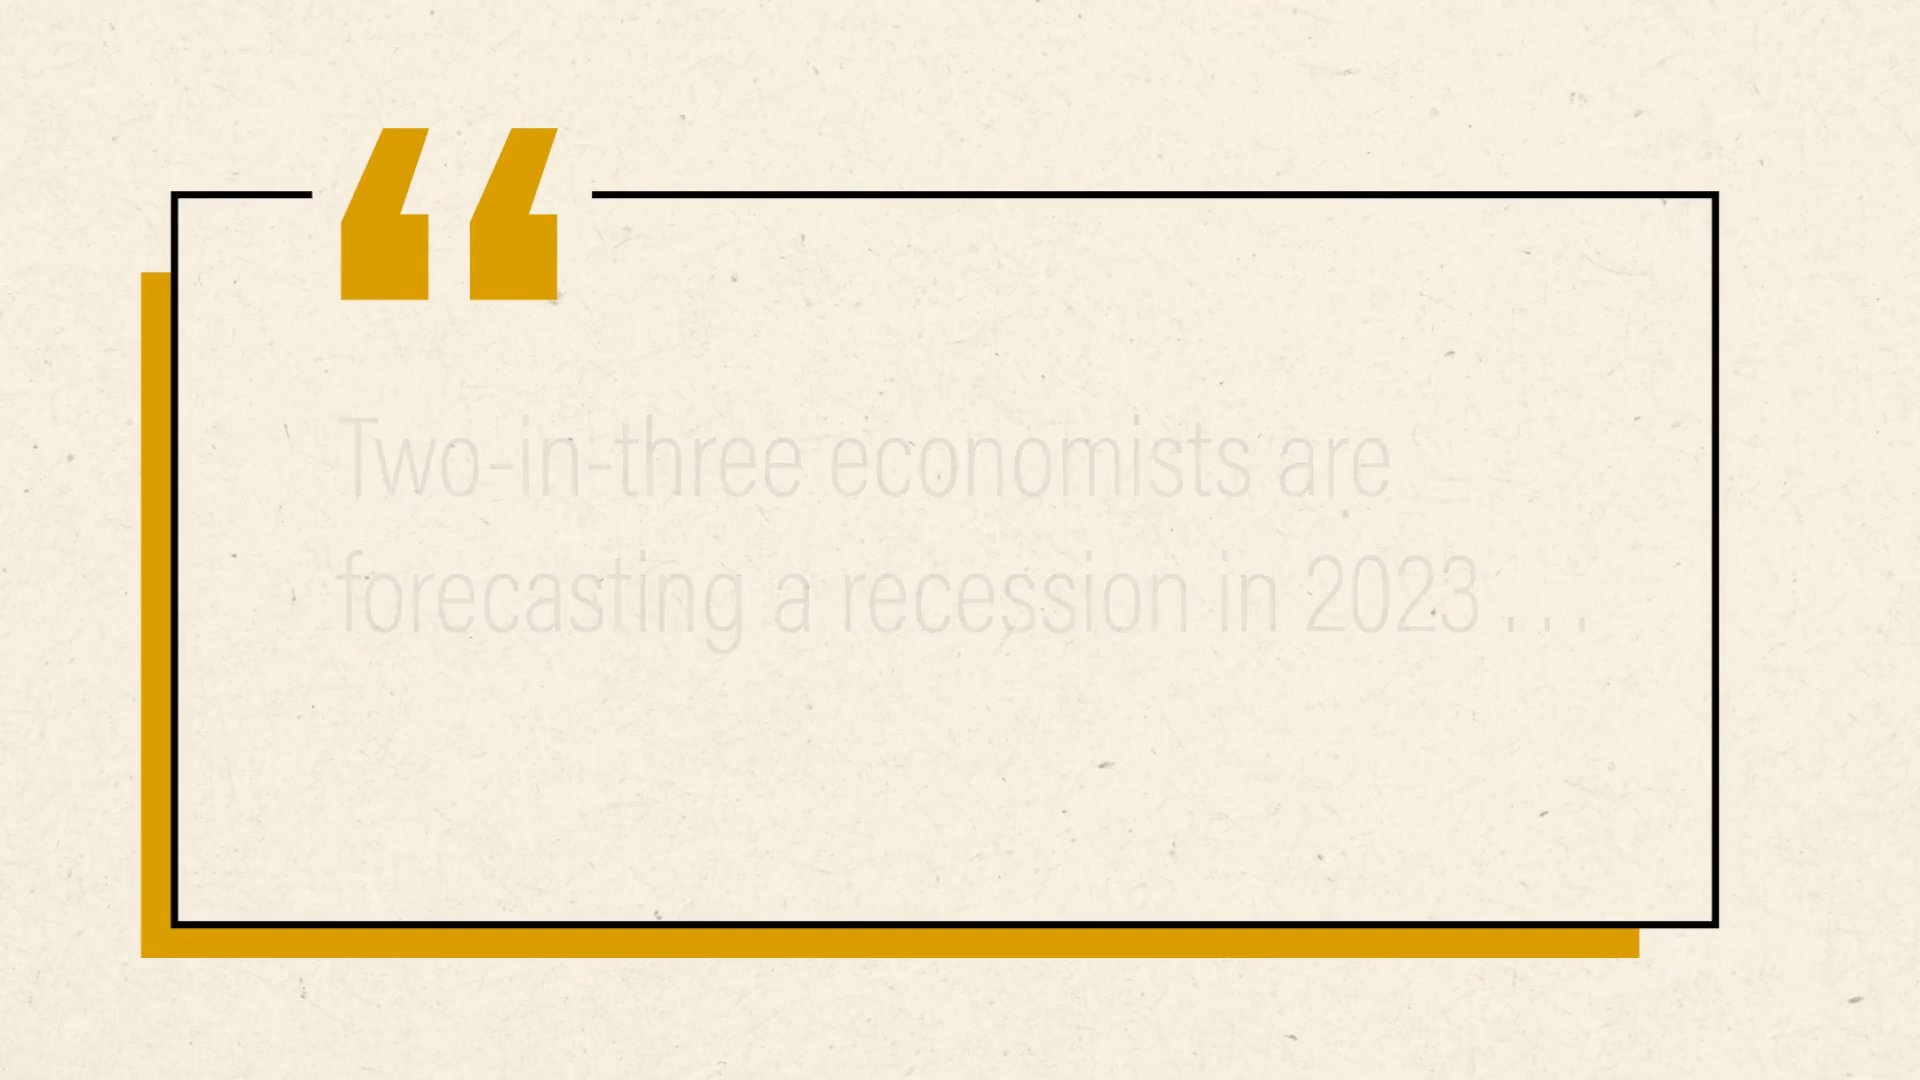 “
Two-in-three economists are
forecasting a recession in 2023 . . .